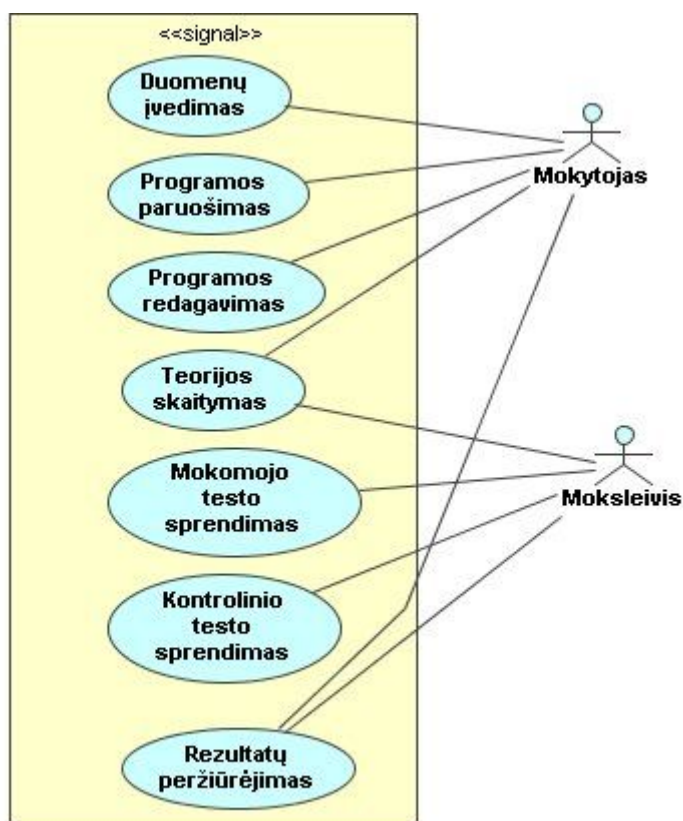 <<signal>>
Duomenų
įvedimas
Programos
paruošimas
Programos
redagavimas
Teorijos
skaitymas
Mokomojo
testo
sprendimas
Kontrolinio
testo
sprendimas
Rezultatų
peržiūrėjimas
Mokytojas
Moksleivis